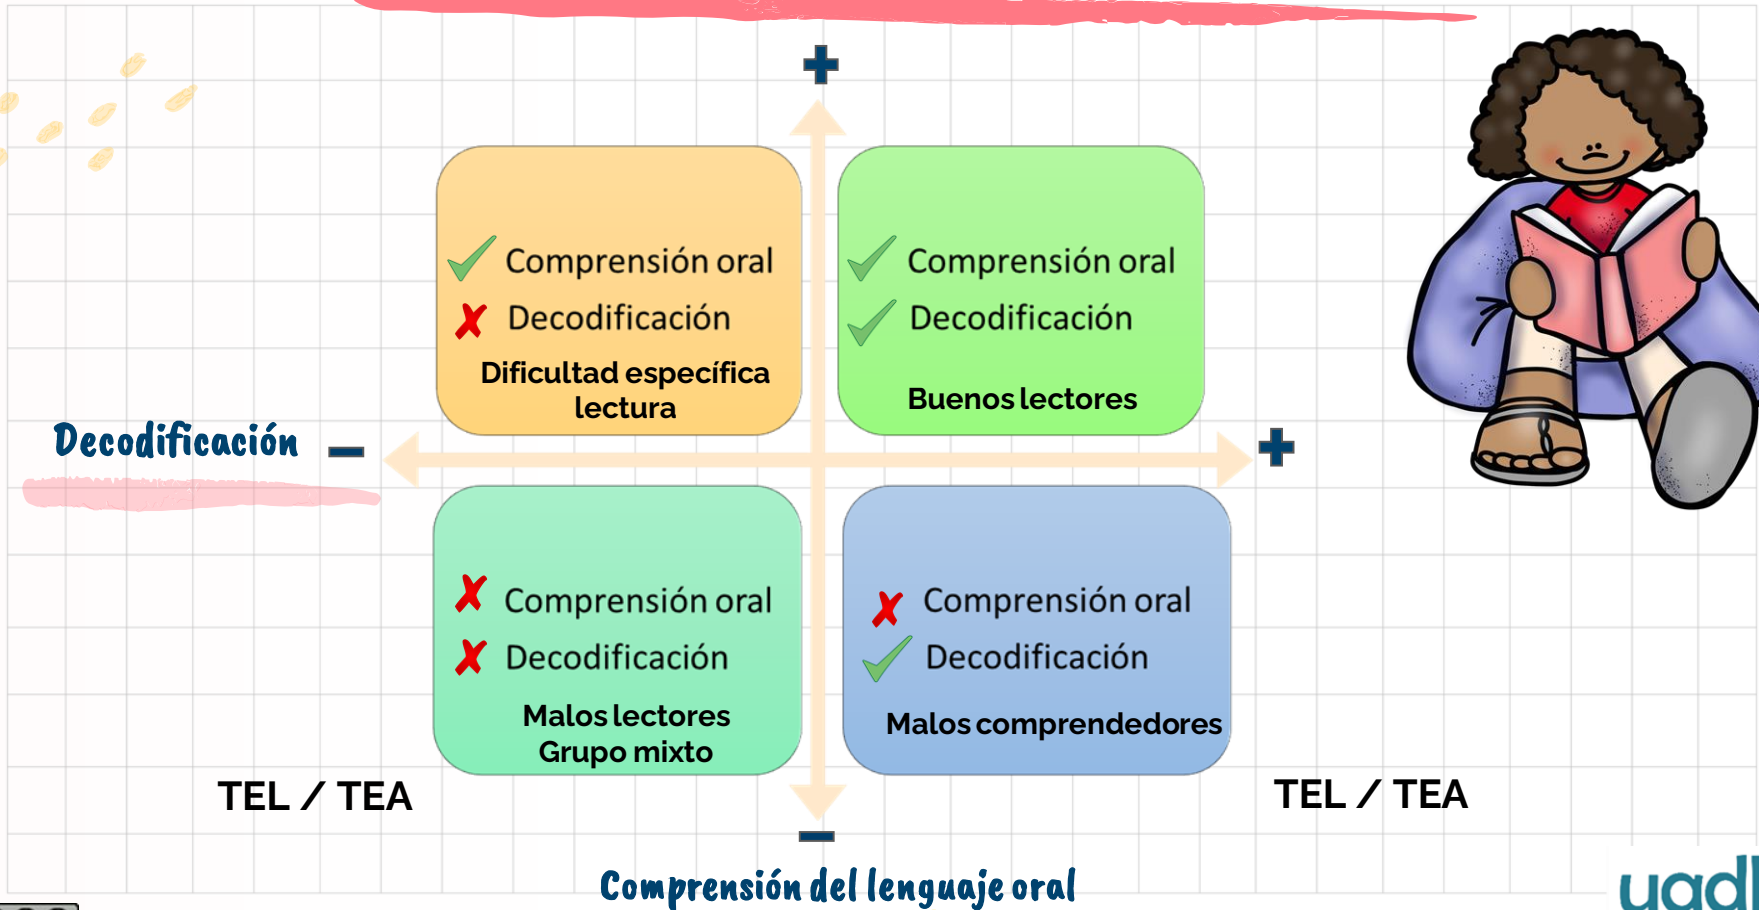 Comprensión oral
Decodificación
Dificultad específica
lectura
Comprensión oral
Decodificación
Buenos lectores
Decodificación
Comprensión oral
Decodificación
Malos lectores
Grupo mixto
Comprensión oral
Decodificación
Malos comprendedores
TEL / TEA
TEL / TEA
Comprensión del lenguaje oral